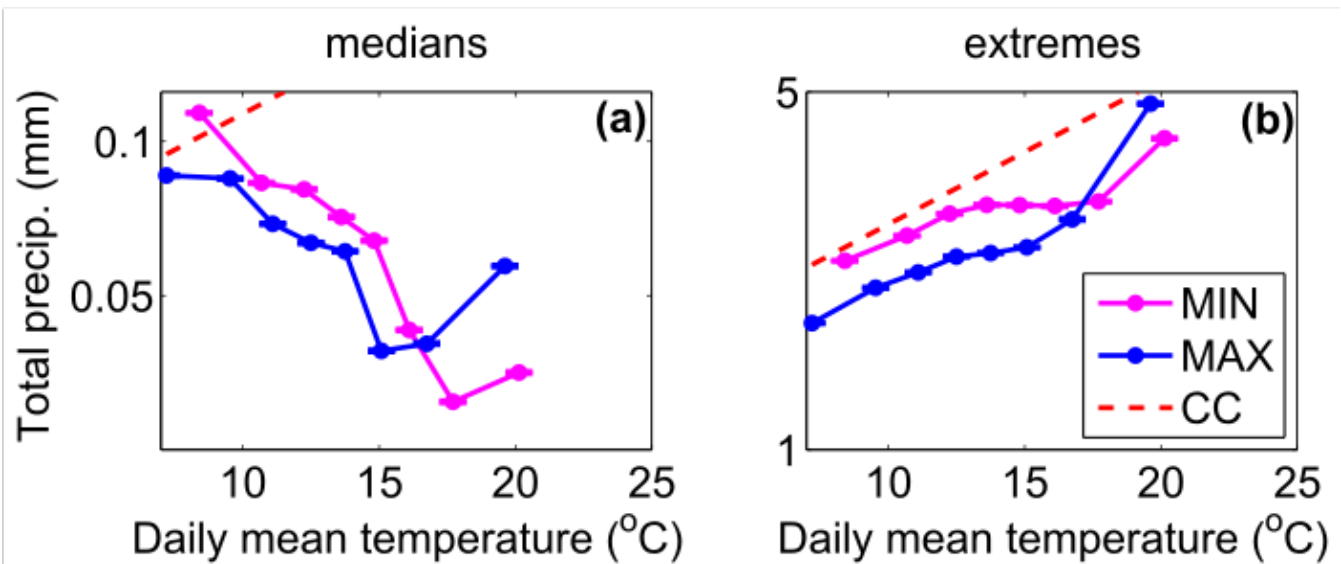 medians
extremes
Total precip. (mm)
0.1
0.05
(a)
10 15 20 25
Daily mean temperature (°C)
5
1
(b)
MIN
MAX
CC
10 15 20 25
Daily mean temperature (°C)